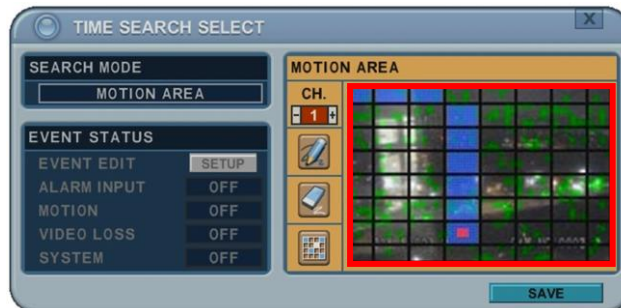 TIME SEARCH SELECT
X
SEARCH MODE
MOTION AREA
EVENT STATUS
EVENT EDIT SETUP
ALARM INPUT OFF
MOTION OFF
VIDEO LOSS OFF
SYSTEM OFF
MOTION AREA
CH.
- 1 +
SAVE